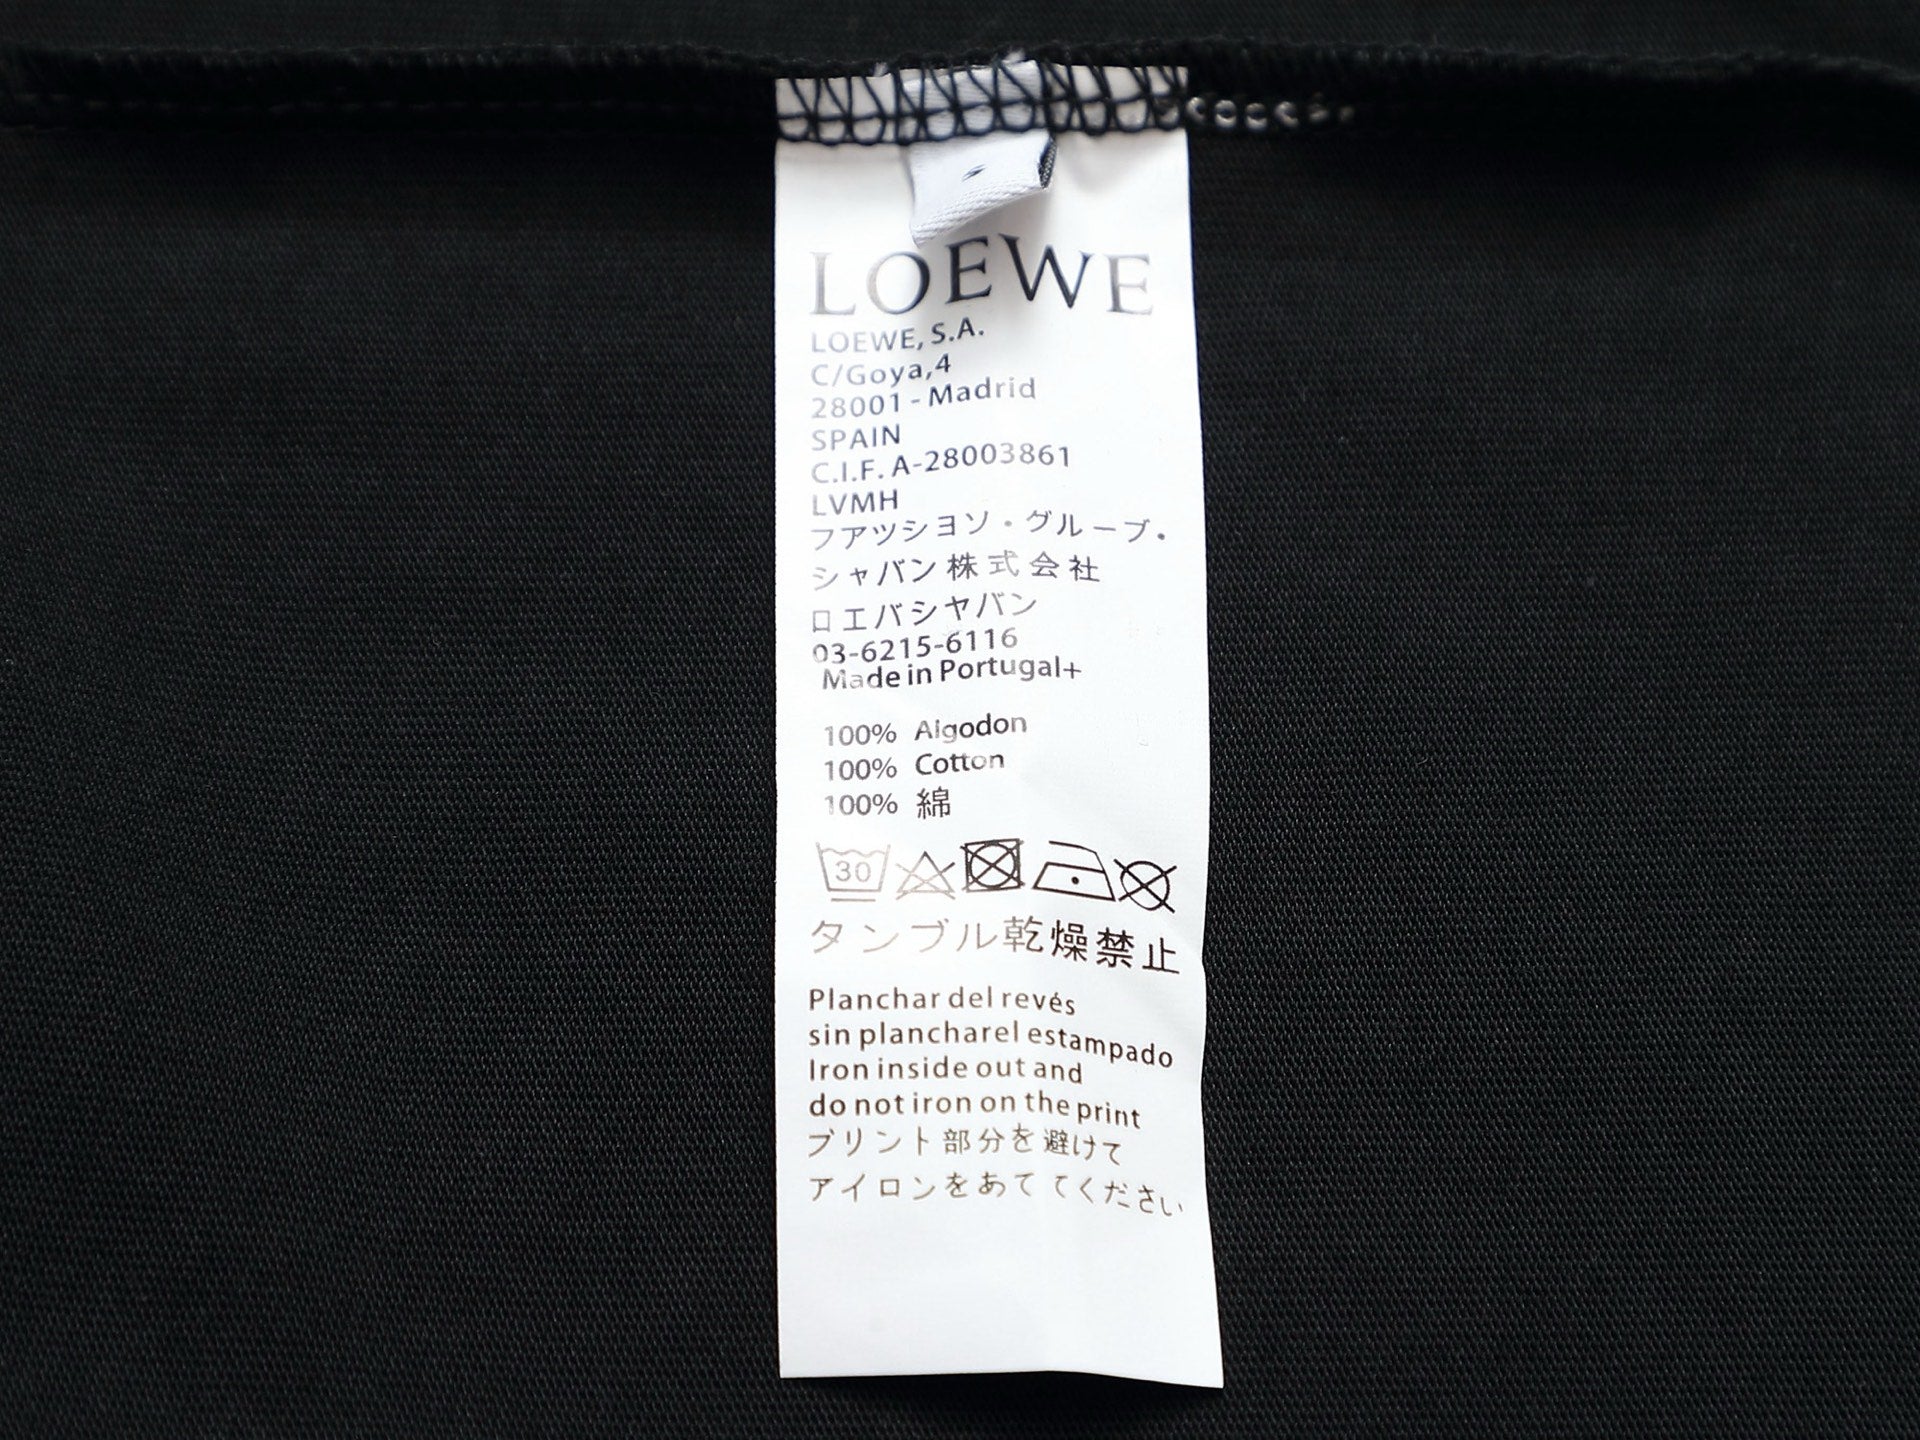 LOEWE
LOEWE, S.A.
C/Goya,4
28001 - Madrid
SPAIN
C.I.F. A-28003861
LVMH
フアツシヨソ・グループ・
シャバン株式会社
ロエバシヤバン
03-6215-6116
Made in Portugal+
100% Algodon
100% Cotton
100% 綿
30
タンブル乾燥禁止
Planchar del revés
sin plancharel estampado
Iron inside out and
do not iron on the print
プリント部分を避けて
アイロンをあててください